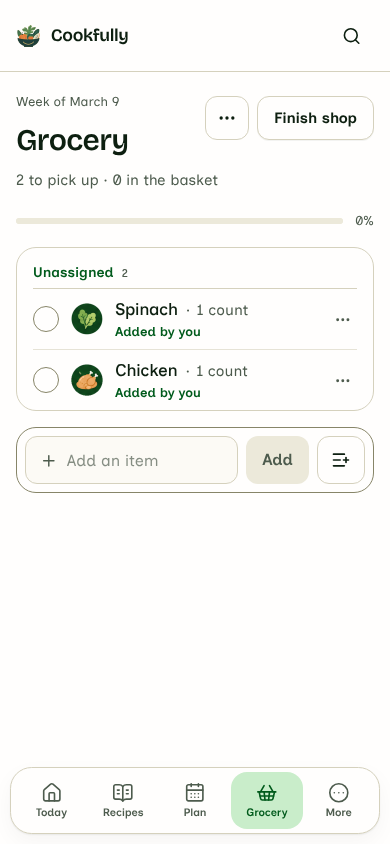 Cookfully
Week of March 9
Grocery
Finish shop
2 to pick up · 0 in the basket
0%
Unassigned 2
Spinach · 1 count
Added by you
Chicken · 1 count
Added by you
Add an item
Add
Today
Recipes
Plan
Grocery
More